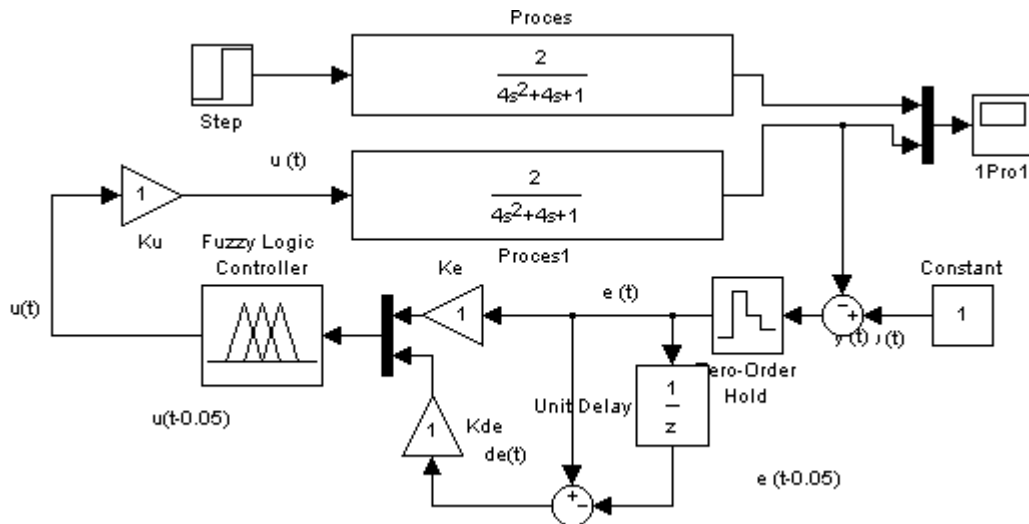 Proces
2
4s²+4s+1
Step
1Pro1
u (t)
1
2
4s²+4s+1
Ku
Proces1
Fuzzy Logic
Controller
Ke
e (t)
Constant
u(t)
1
1
y (t)
(t)
Zero-Order
Hold
Unit Delay
1
z
u(t-0.05)
1
Kde
de(t)
e (t-0.05)